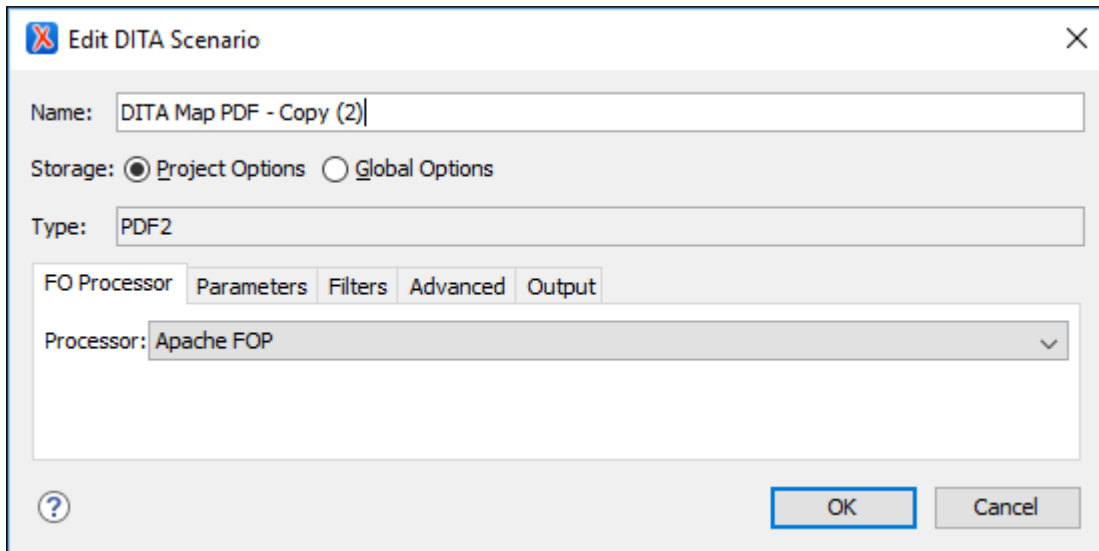 Edit DITA Scenario
Name: DITA Map PDF - Copy (2)
Storage: Project Options Global Options
Type: PDF2
FO Processor Parameters Filters Advanced Output
Processor: Apache FOP
? OK Cancel